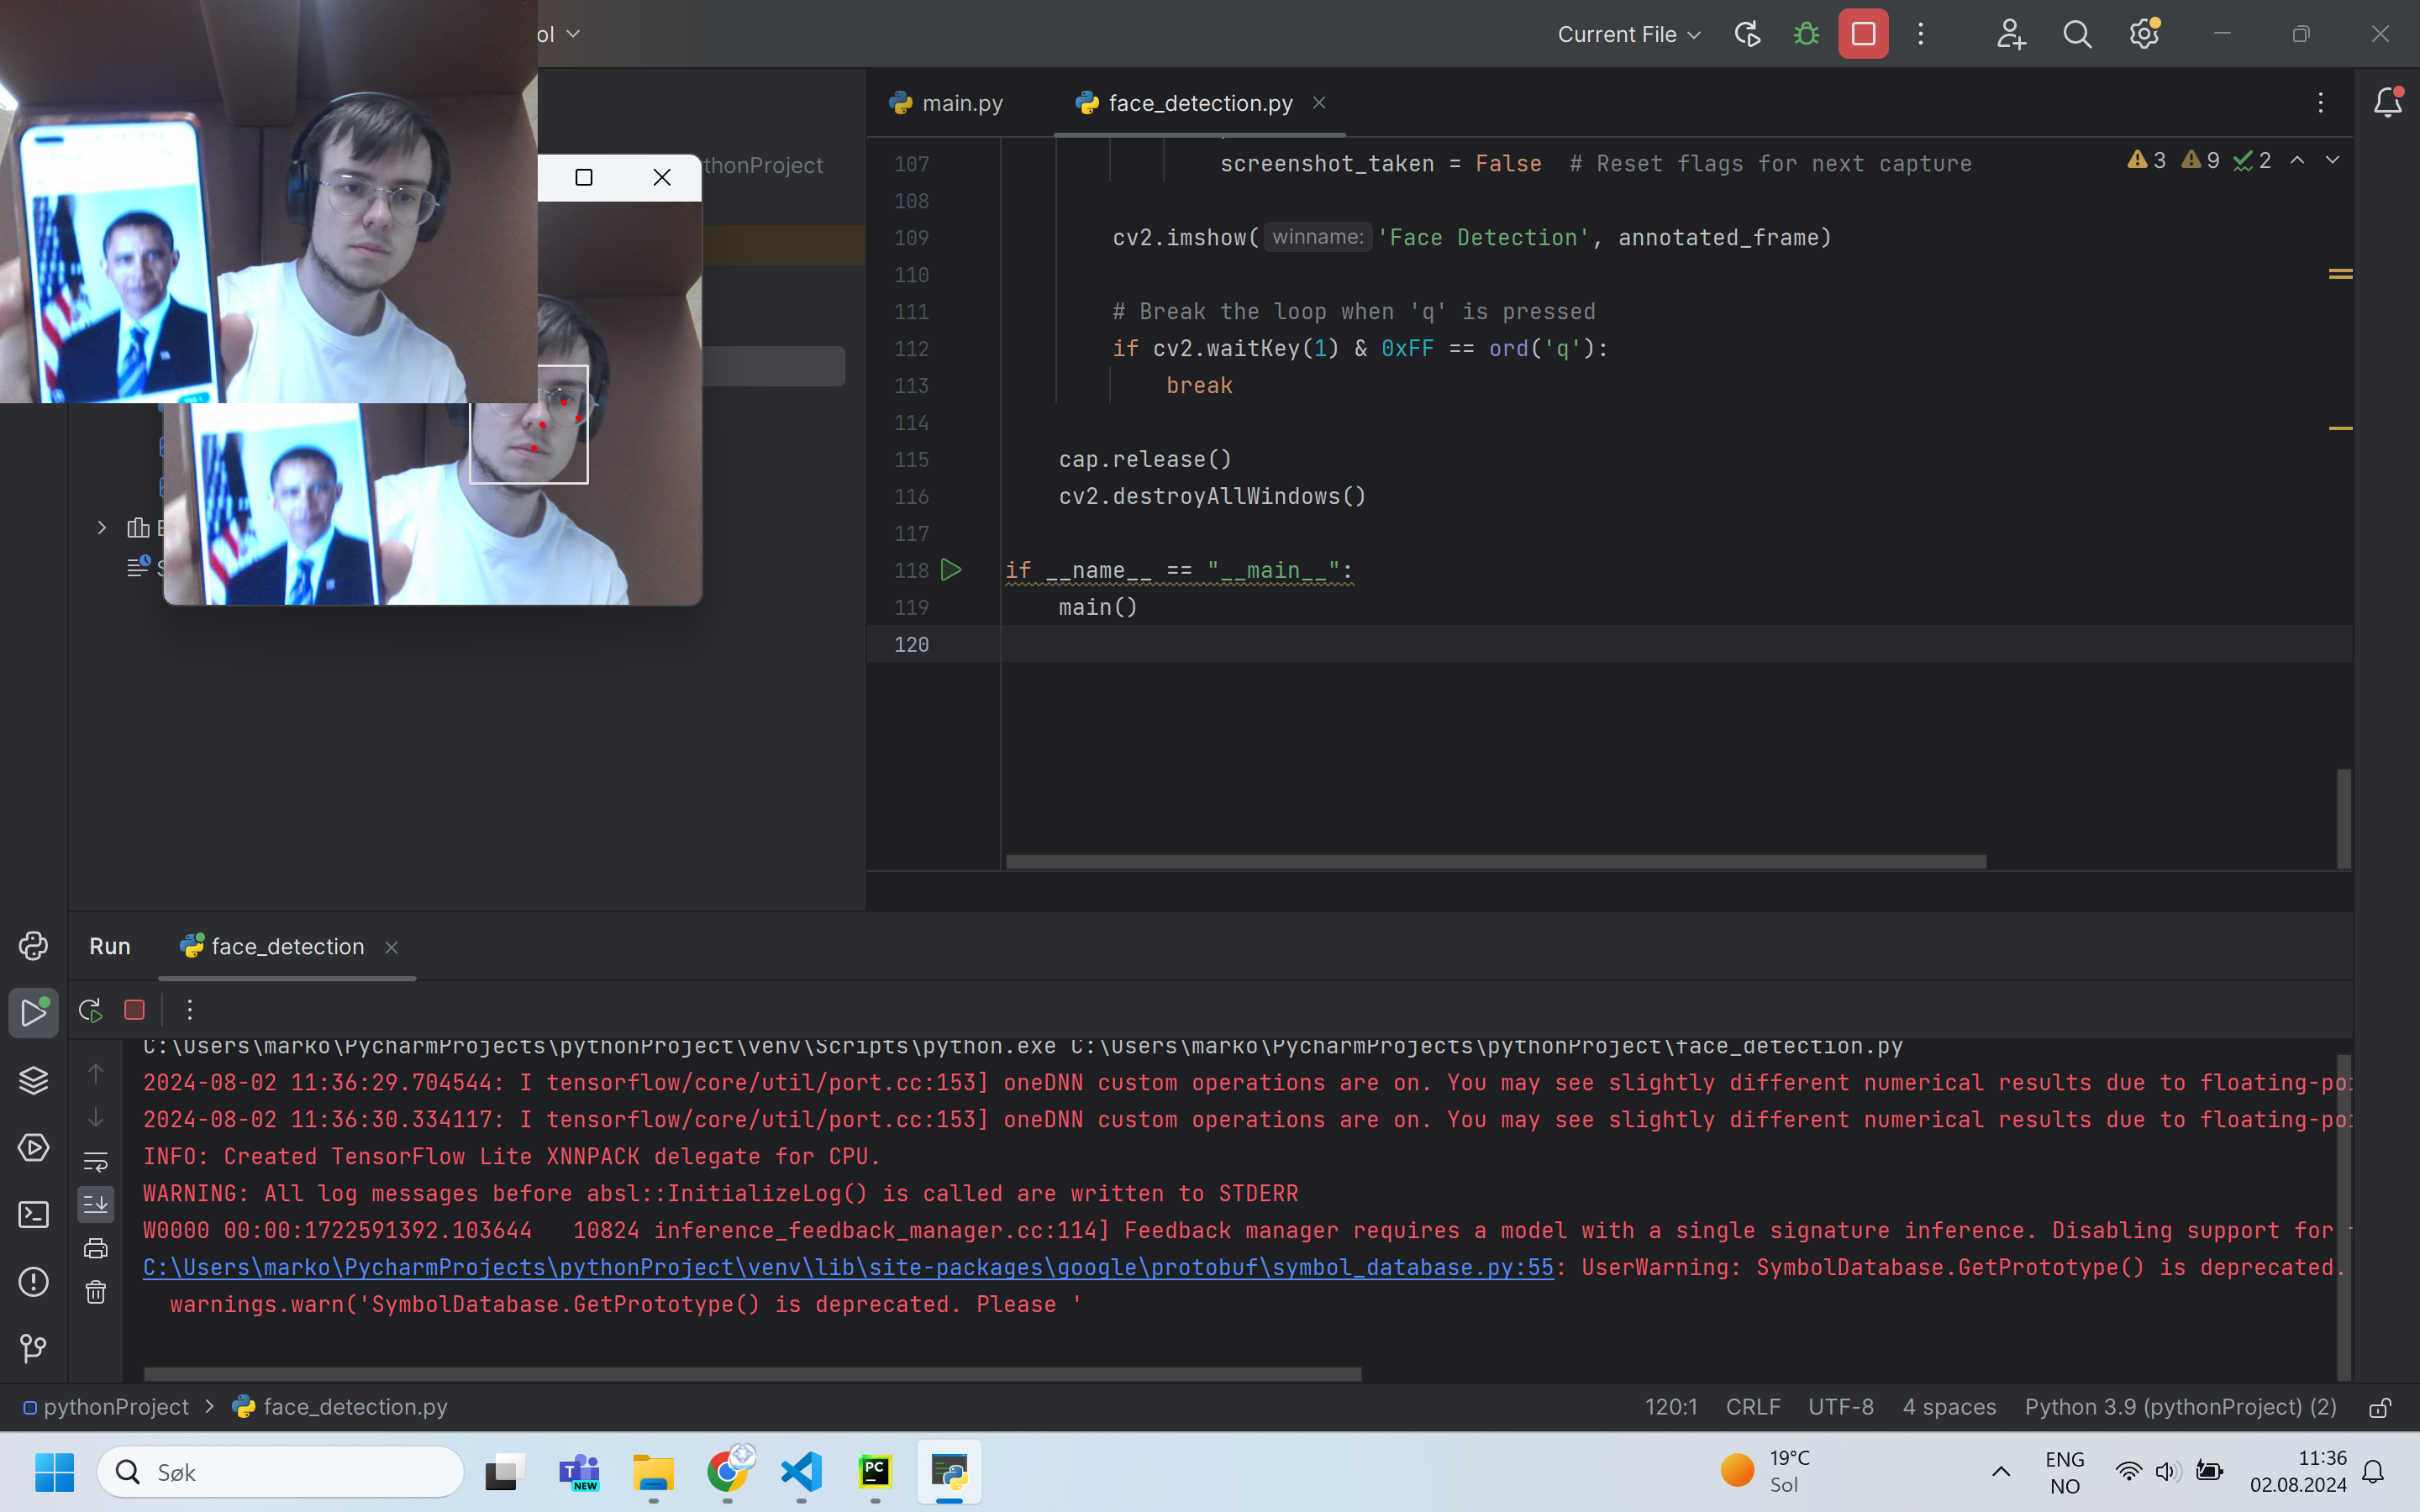 ol
Current File
main.py
face_detection.py
thonProject
107
screenshot_taken = False  # Reset flags for next capture
3
9
2
108
109
cv2.imshow( winname: 'Face Detection', annotated_frame)
110
111
# Break the loop when 'q' is pressed
112
if cv2.waitKey(1) & 0xFF == ord('q'):
113
break
114
115
cap.release()
116
cv2.destroyAllWindows()
117
118
if __name__ == "__main__":
119
main()
120
Run
face_detection
C:\Users\marko\PycharmProjects\pythonProject\venv\Scripts\python.exe C:\Users\marko\PycharmProjects\pythonProject\face_detection.py
2024-08-02 11:36:29.704544: I tensorflow/core/util/port.cc:153] oneDNN custom operations are on. You may see slightly different numerical results due to floating-poi
2024-08-02 11:36:30.334117: I tensorflow/core/util/port.cc:153] oneDNN custom operations are on. You may see slightly different numerical results due to floating-poi
INFO: Created TensorFlow Lite XNNPACK delegate for CPU.
WARNING: All log messages before absl::InitializeLog() is called are written to STDERR
W0000 00:00:1722591392.103644   10824 inference_feedback_manager.cc:114] Feedback manager requires a model with a single signature inference. Disabling support for
C:\Users\marko\PycharmProjects\pythonProject\venv\lib\site-packages\google\protobuf\symbol_database.py:55: UserWarning: SymbolDatabase.GetPrototype() is deprecated.
warnings.warn('SymbolDatabase.GetPrototype() is deprecated. Please '
pythonProject > face_detection.py
120:1
CRLF
UTF-8
4 spaces
Python 3.9 (pythonProject) (2)
Søk
T
NEW
PC
19°C
Sol
ENG
NO
11:36
02.08.2024